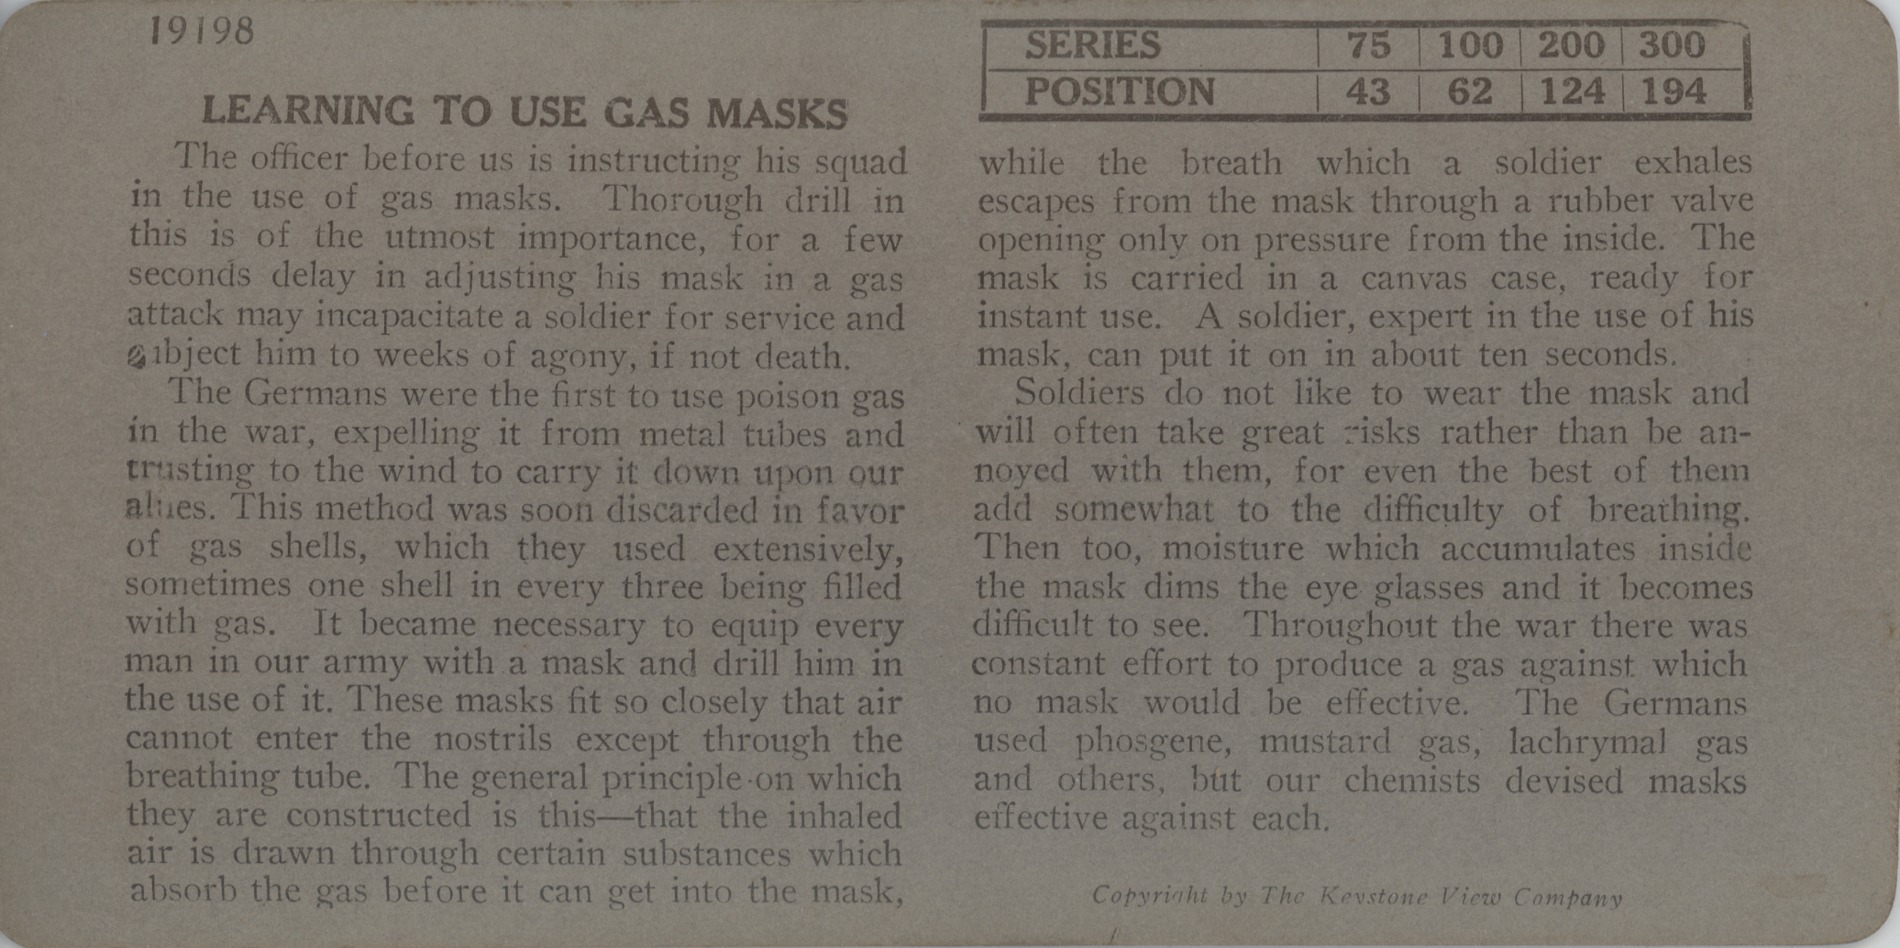 19198
LEARNING TO USE GAS MASKS
The officer before us is instructing his squad
in the use of gas masks. Thorough drill in
this is of the utmost importance, for a few
seconds delay in adjusting his mask in a gas
attack may incapacitate a soldier for service and
subject him to weeks of agony, if not death.
The Germans were the first to use poison gas
in the war, expelling it from metal tubes and
trusting to the wind to carry it down upon our
allies. This method was soon discarded in favor
of gas shells, which they used extensively,
sometimes one shell in every three being filled
with gas. It became necessary to equip every
man in our army with a mask and drill him in
the use of it. These masks fit so closely that air
cannot enter the nostrils except through the
breathing tube. The general principle on which
they are constructed is this—that the inhaled
air is drawn through certain substances which
absorb the gas before it can get into the mask,
SERIES 75 100 200 300
POSITION 43 62 124 194
while the breath which a soldier exhales
escapes from the mask through a rubber valve
opening only on pressure from the inside. The
mask is carried in a canvas case, ready for
instant use. A soldier, expert in the use of his
mask, can put it on in about ten seconds.
Soldiers do not like to wear the mask and
will often take great risks rather than be an-
noyed with them, for even the best of them
add somewhat to the difficulty of breathing.
Then too, moisture which accumulates inside
the mask dims the eye glasses and it becomes
difficult to see. Throughout the war there was
constant effort to produce a gas against which
no mask would be effective. The Germans
used phosgene, mustard gas, lachrymal gas
and others, but our chemists devised masks
effective against each.
Copyright by The Keystone View Company